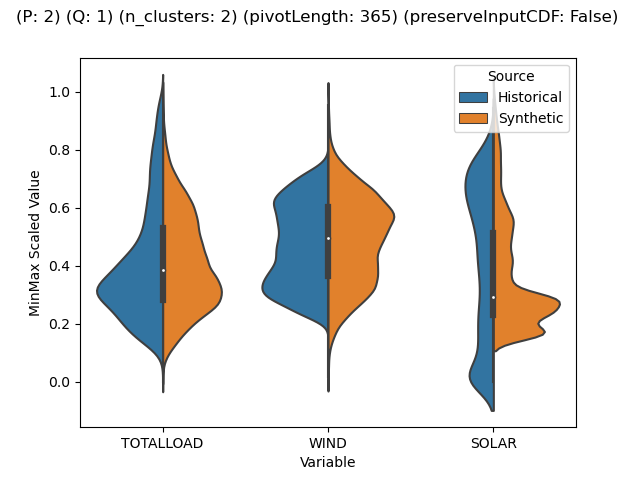 (P: 2) (Q: 1) (n_clusters: 2) (pivotLength: 365) (preserveInputCDF: False)
Source
Historical
Synthetic
1.0
0.8
0.6
0.4
0.2
0.0
MinMax Scaled Value
TOTALLOAD WIND SOLAR
Variable